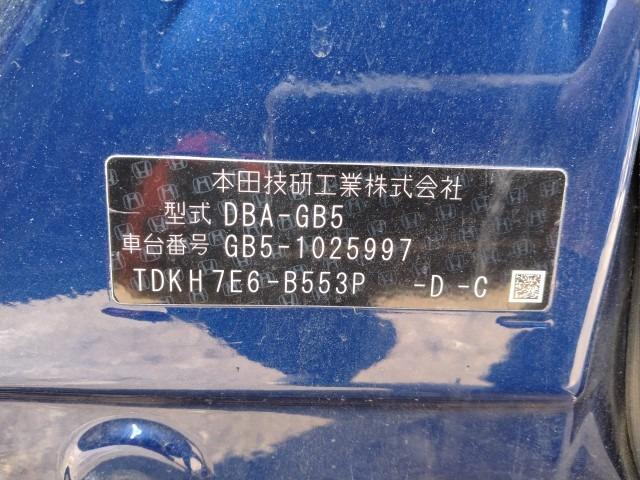 本田技研工業株式会社
型式 DBA-GB5
車台番号 GB5-1025997
TDKH7E6-B553P -D -C